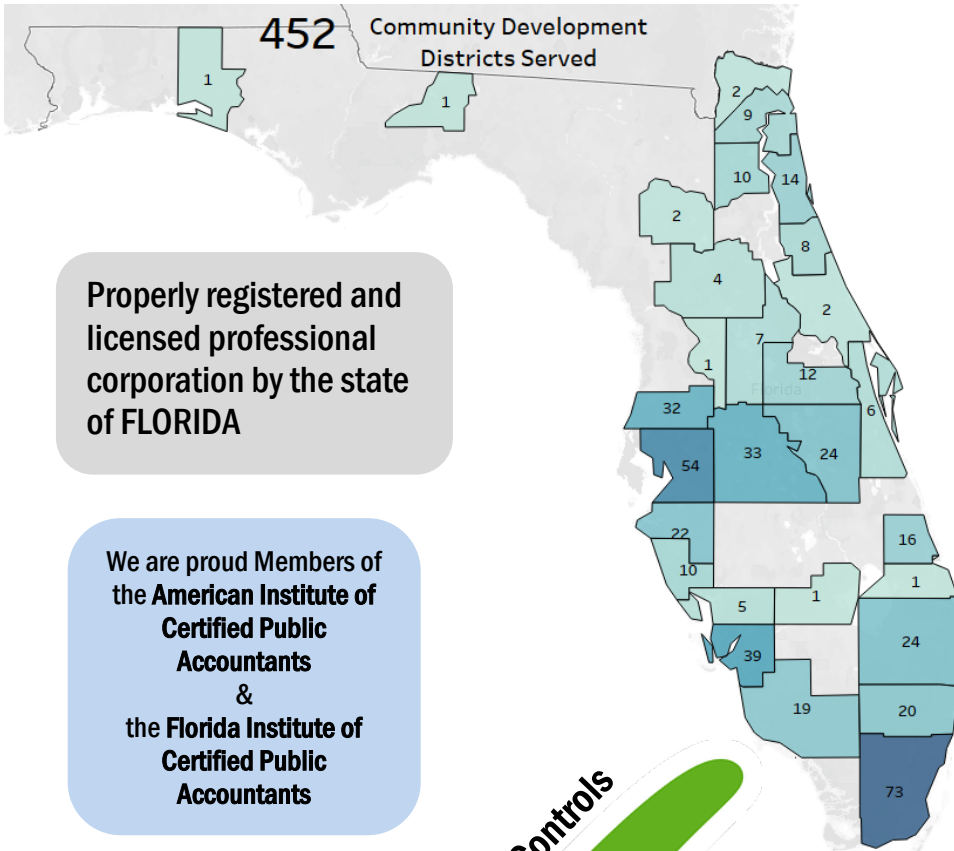 452
Community Development
Districts Served
1
1
2
9
10
14
2
8
4
2
7
1
12
Florida
6
32
54
33
24
22
10
16
1
5
1
24
39
19
20
73
Properly registered and
licensed professional
corporation by the state
of FLORIDA
We are proud Members of
the American Institute of
Certified Public
Accountants
&
the Florida Institute of
Certified Public
Accountants
Controls